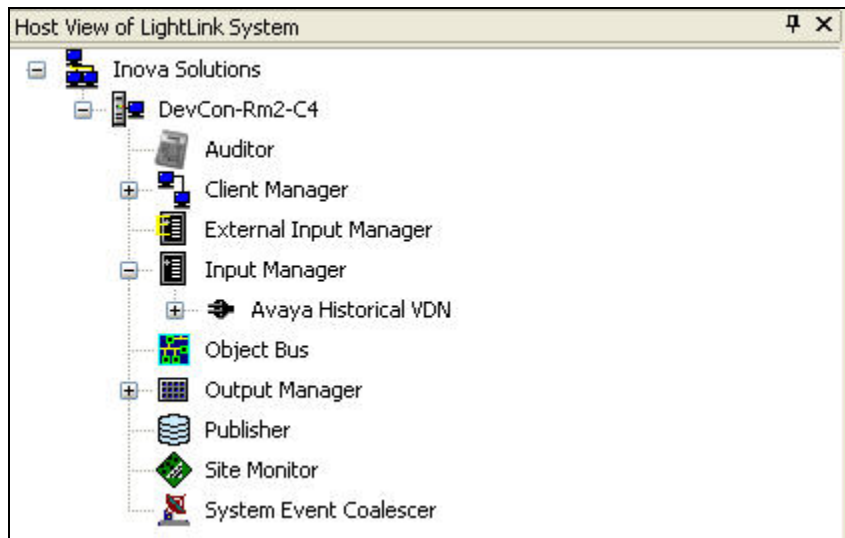 Host View of LightLink System
Inova Solutions
DevCon-Rm2-C4
Auditor
Client Manager
External Input Manager
Input Manager
Avaya Historical VDN
Object Bus
Output Manager
Publisher
Site Monitor
System Event Coalescer